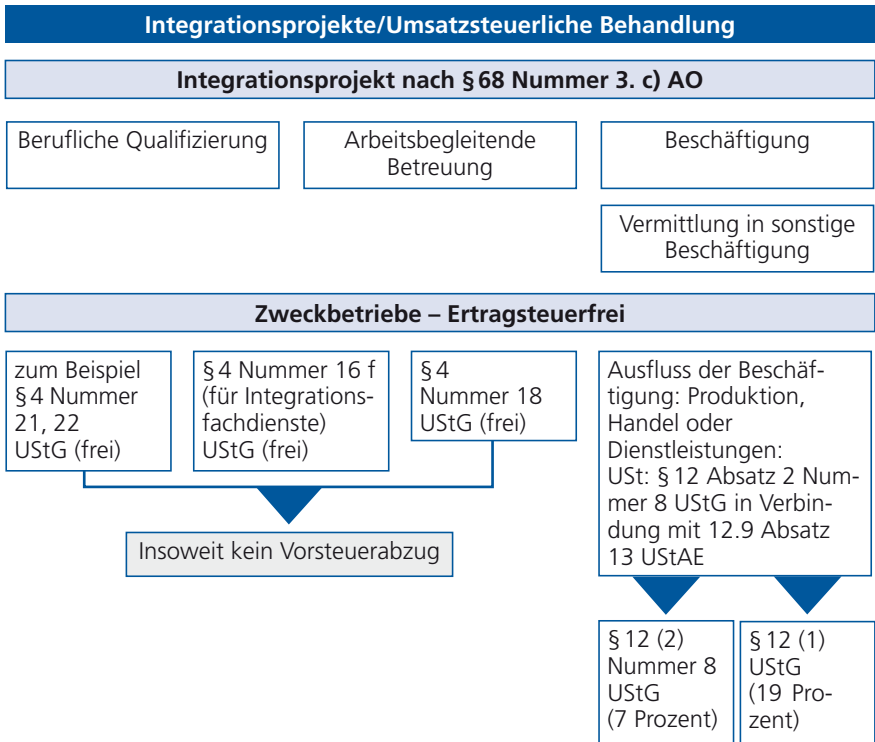 Integrationsprojekte/Umsatzsteuerliche Behandlung
Integrationsprojekt nach § 68 Nummer 3. c) AO
Berufliche Qualifizierung
Arbeitsbegleitende
Betreuung
Beschäftigung
Vermittlung in sonstige
Beschäftigung
Zweckbetriebe – Ertragsteuerfrei
zum Beispiel
§ 4 Nummer
21, 22
UStG (frei)
§ 4 Nummer 16 f
(für Integrations-
fachdienste)
UStG (frei)
§ 4
Nummer 18
UStG (frei)
Ausfluss der Beschäf-
tigung: Produktion,
Handel oder
Dienstleistungen:
USt: § 12 Absatz 2 Num-
mer 8 UStG in Verbin-
dung mit 12.9 Absatz
13 UStAE
Insoweit kein Vorsteuerabzug
§ 12 (2)
Nummer 8
UStG
(7 Prozent)
§ 12 (1)
UStG
(19 Pro-
zent)